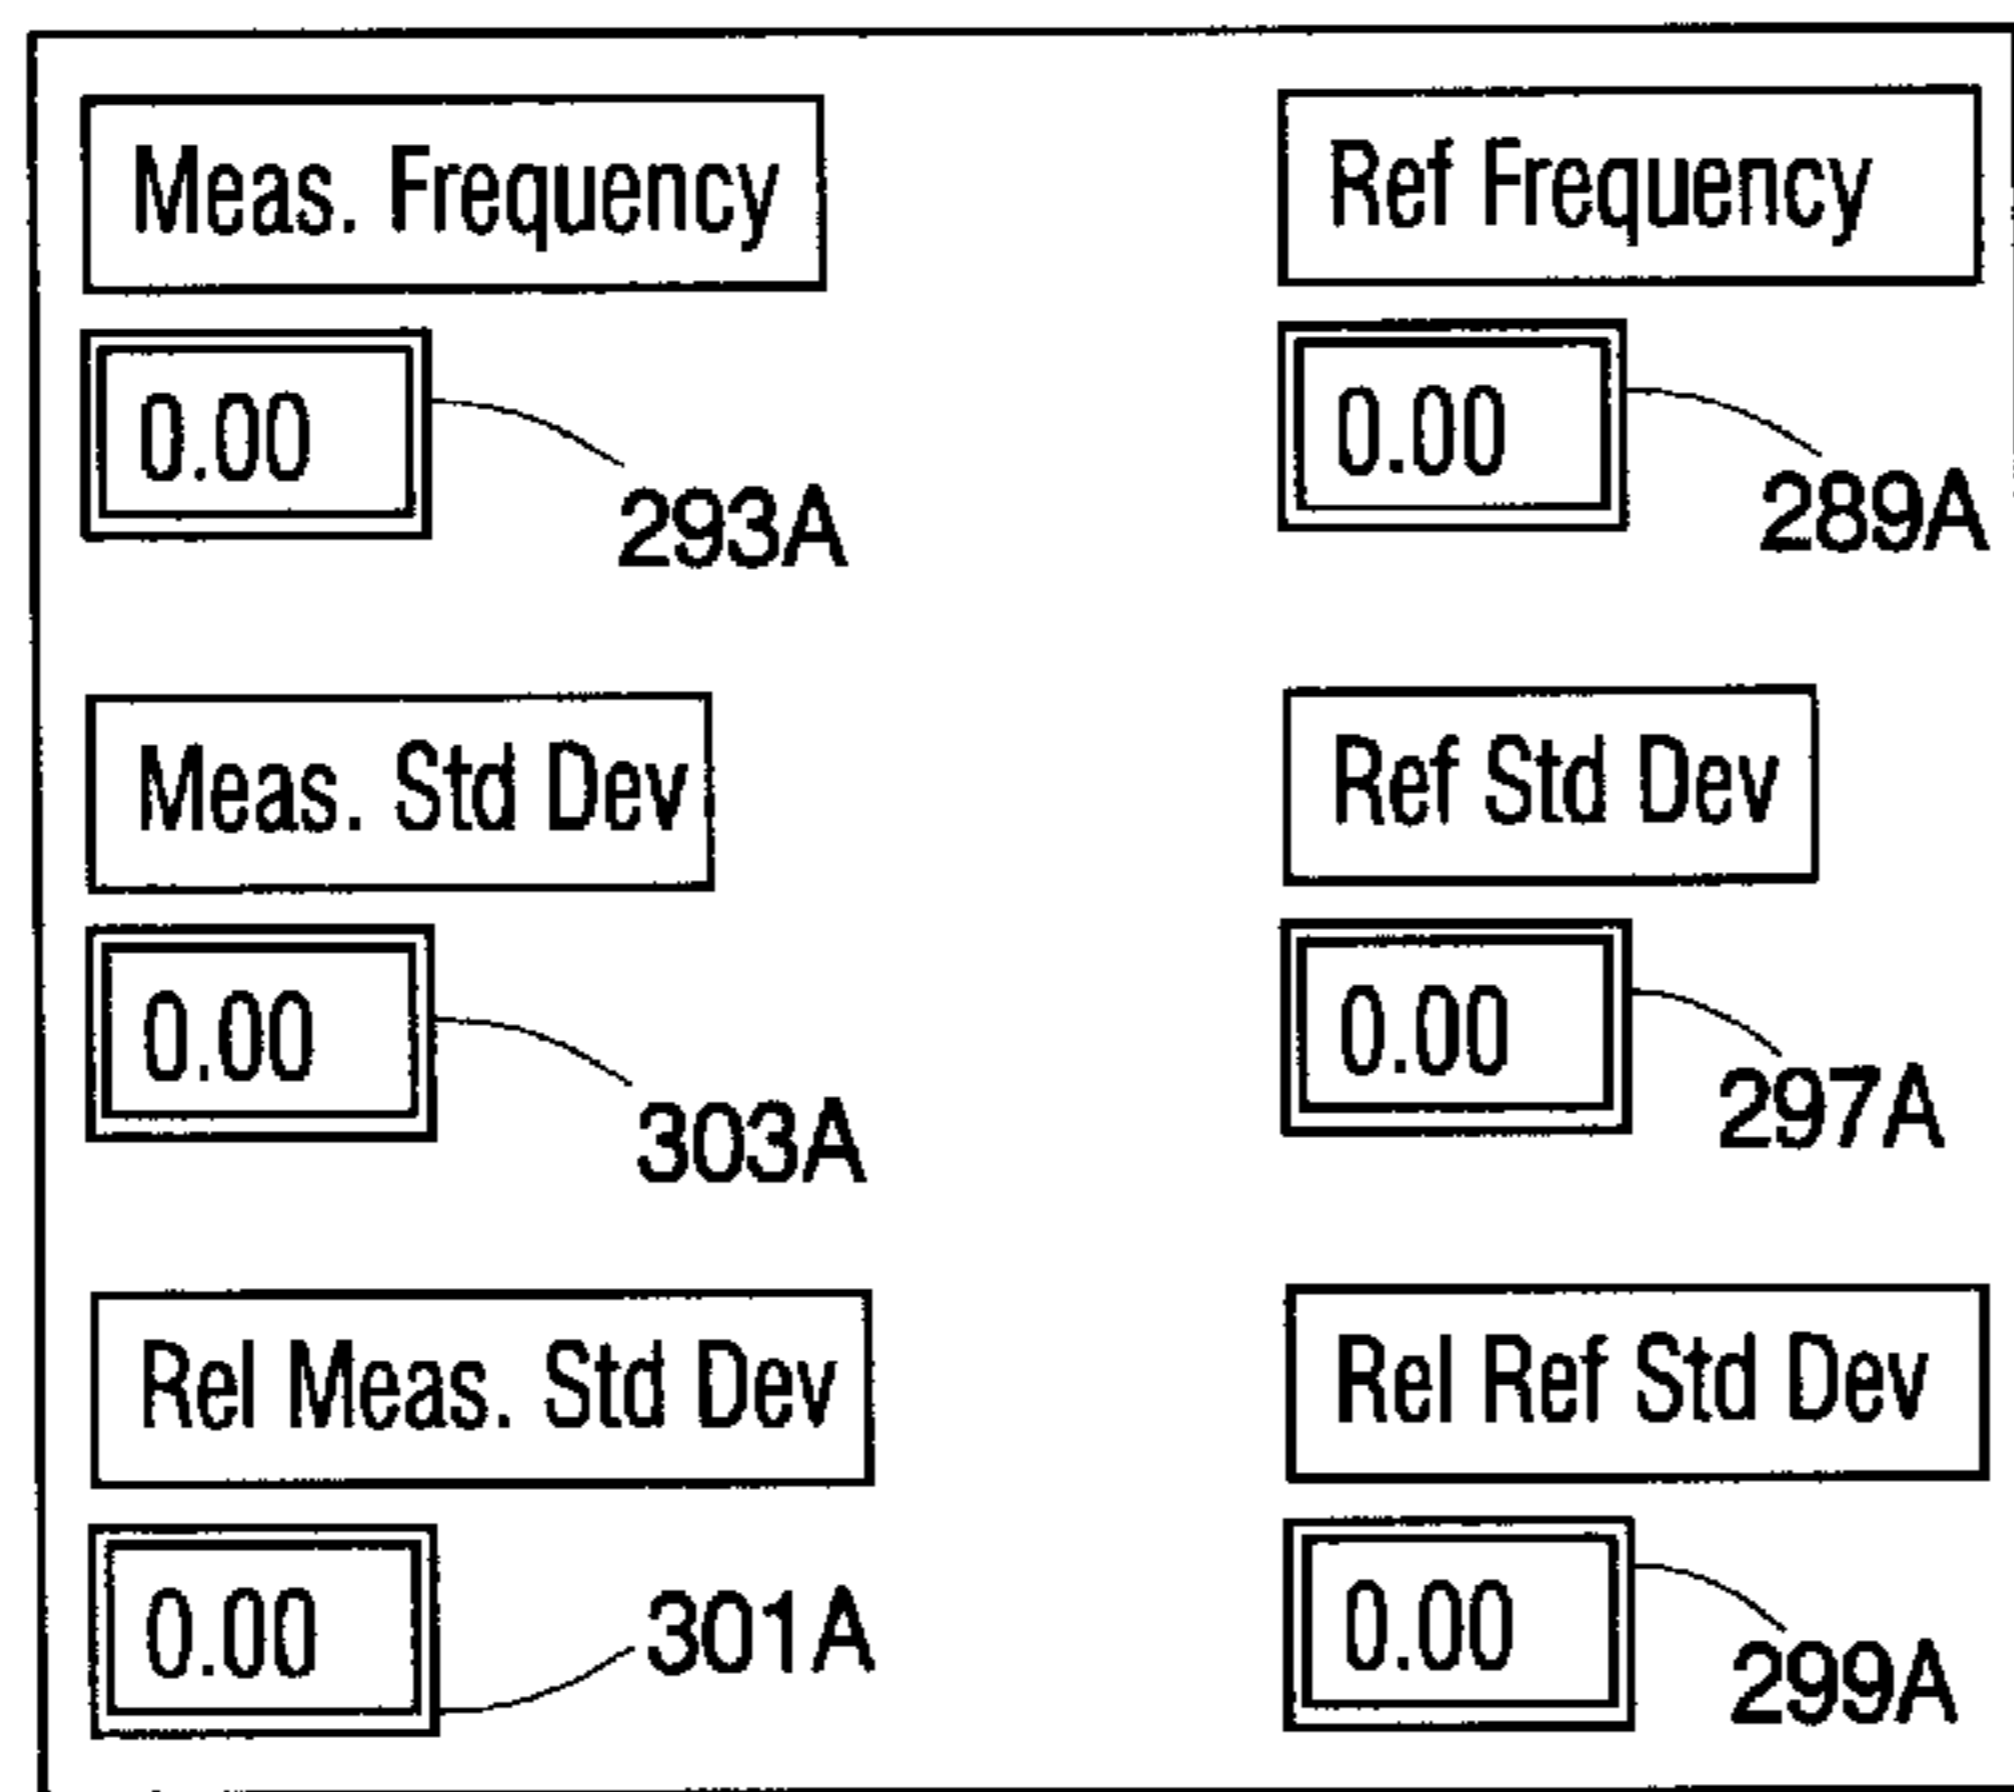 Meas. Frequency
Ref Frequency
0.00
293A
0.00
289A
Meas. Std Dev
Ref Std Dev
0.00
303A
0.00
297A
Rel Meas. Std Dev
Rel Ref Std Dev
0.00
301A
0.00
299A